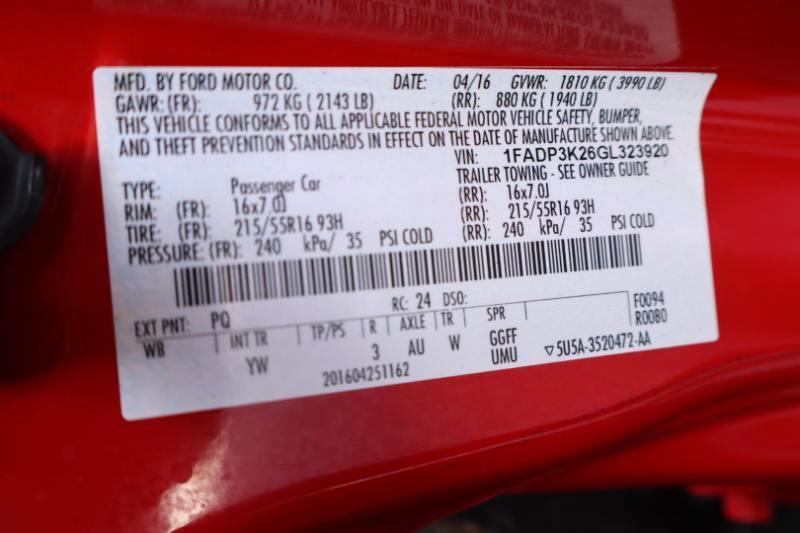 MFD. BY FORD MOTOR CO. DATE: 04/16 GVWR: 1810 KG ( 3990 LB)
GAWR: (FR): 972 KG ( 2143 LB) (RR): 880 KG ( 1940 LB)
THIS VEHICLE CONFORMS TO ALL APPLICABLE FEDERAL MOTOR VEHICLE SAFETY, BUMPER,
AND THEFT PREVENTION STANDARDS IN EFFECT ON THE DATE OF MANUFACTURE SHOWN ABOVE.
VIN: 1FADP3K26GL323920
TYPE: Passenger Car TRAILER TOWING - SEE OWNER GUIDE
RIM: (FR): 16x7.0J (RR): 16x7.0J
TIRE: (FR): 215/55R16 93H (RR): 215/55R16 93H
PRESSURE: (FR): 240 kPa/ 35 PSI COLD (RR): 240 kPa/ 35 PSI COLD
EXT PNT: PQ RC: 24 DSO: F0094
R0080
WB INT TR TP/PS R AXLE TR SPR
YW 3 AU W GGFF
UMU
▽5U5A-3520472-AA
201604251162